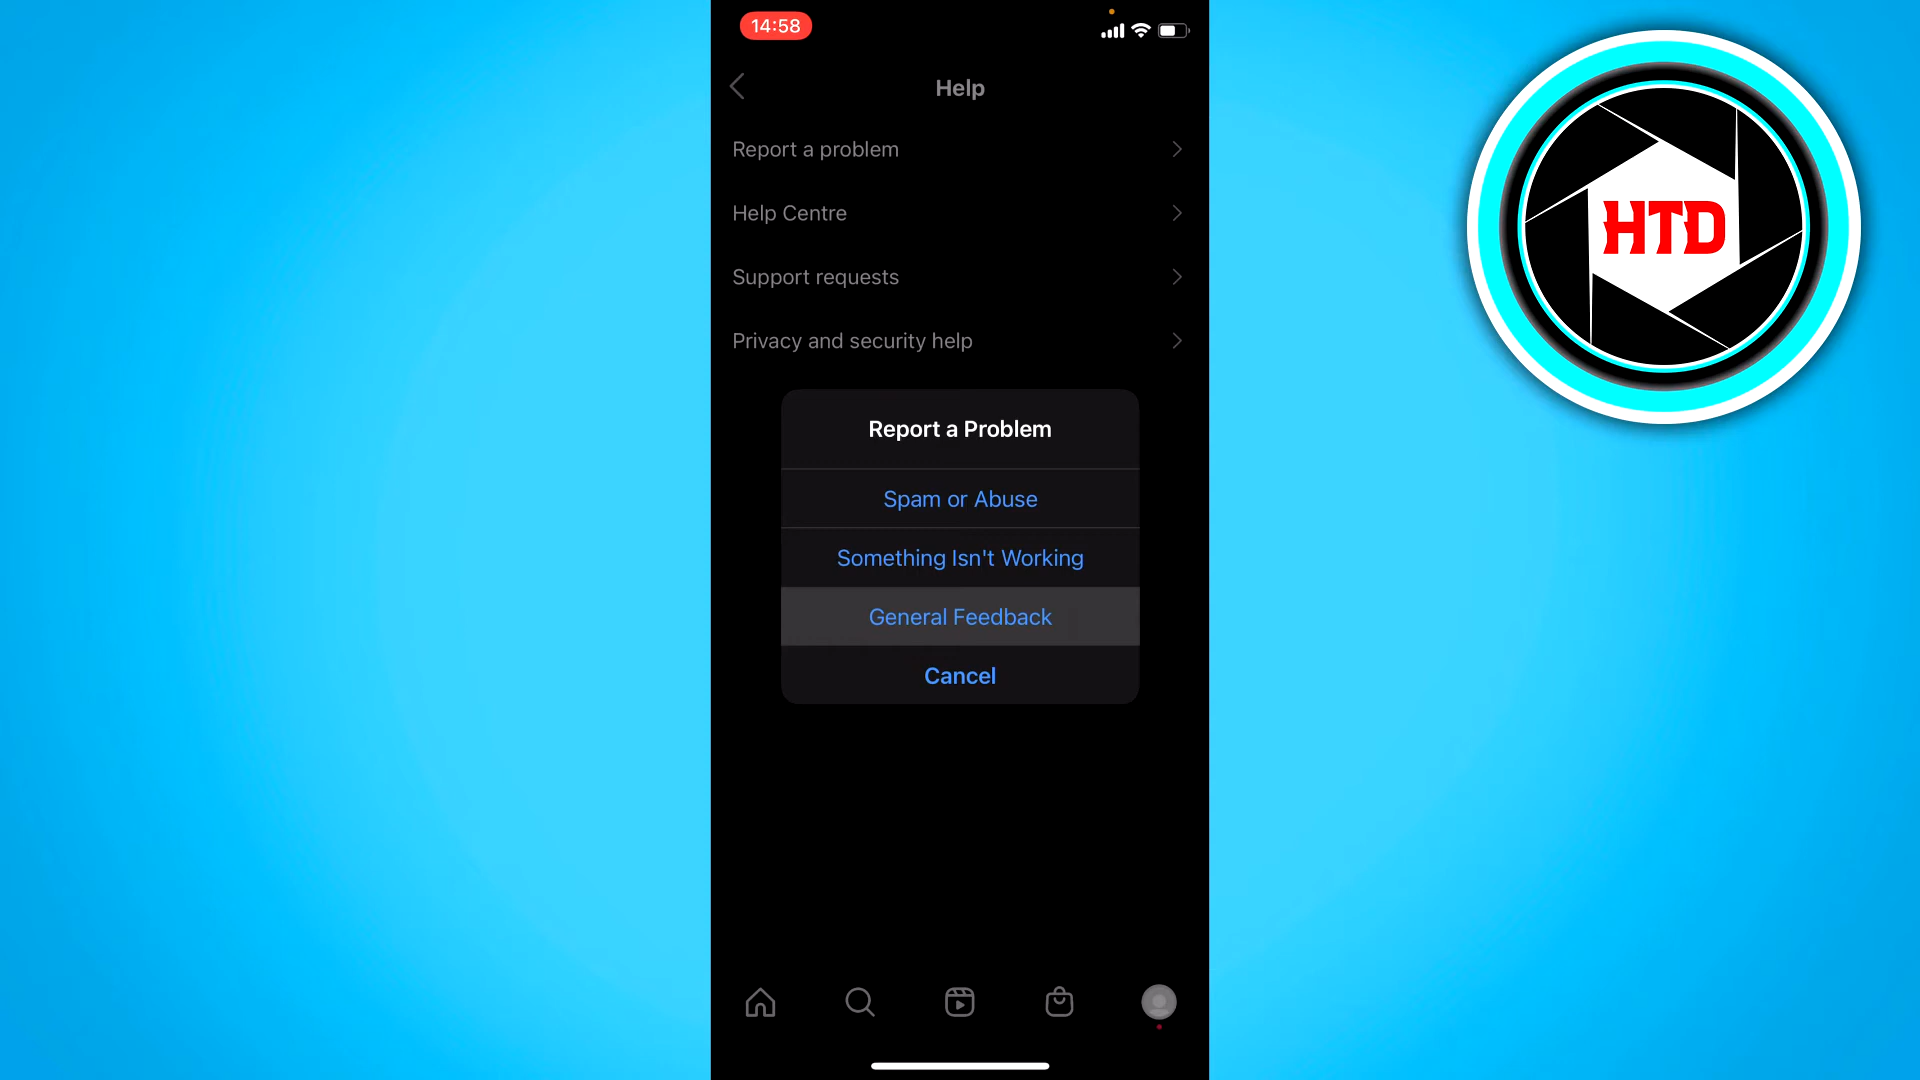 14:58
Help
Report a problem
Help Centre
Support requests
Privacy and security help
Report a Problem
Spam or Abuse
Something Isn't Working
General Feedback
Cancel
HTD